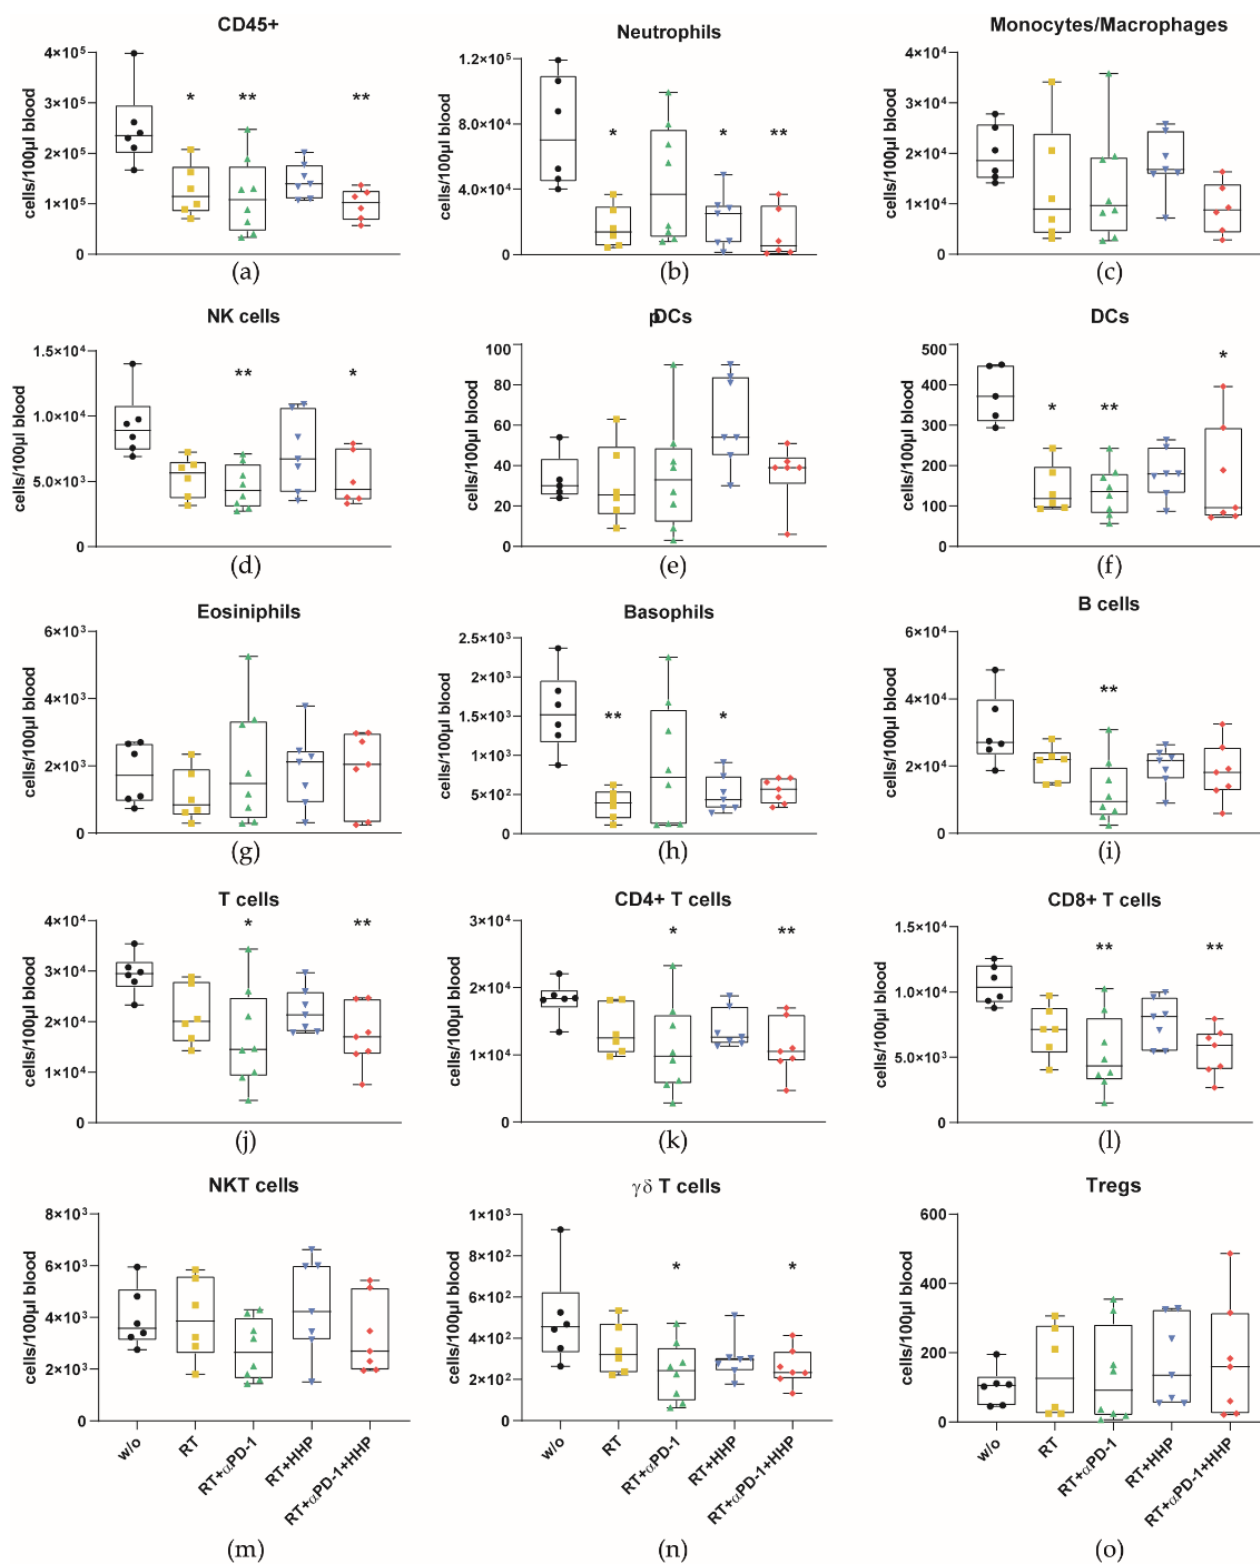 CD45+
4×10⁵
3×10⁵
2×10⁵
1×10⁵
0
cells/100µl blood
* ** **
(a)
Neutrophils
1.2×10⁵
8.0×10⁴
4.0×10⁴
0
cells/100µl blood
* * **
(b)
Monocytes/Macrophages
4×10⁴
3×10⁴
2×10⁴
1×10⁴
0
cells/100µl blood
(c)
NK cells
1.5×10⁴
1.0×10⁴
5.0×10³
0
cells/100µl blood
** *
(d)
pDCs
100
80
60
40
20
0
cells/100µl blood
(e)
DCs
500
400
300
200
100
0
cells/100µl blood
* ** *
(f)
Eosiniphils
6×10³
4×10³
2×10³
0
cells/100µl blood
(g)
Basophils
2.5×10³
2×10³
1.5×10³
1×10³
5×10²
0
cells/100µl blood
** *
(h)
B cells
6×10⁴
4×10⁴
2×10⁴
0
cells/100µl blood
**
(i)
T cells
4×10⁴
3×10⁴
2×10⁴
1×10⁴
0
cells/100µl blood
* **
(j)
CD4+ T cells
3×10⁴
2×10⁴
1×10⁴
0
cells/100µl blood
* **
(k)
CD8+ T cells
1.5×10⁴
1.0×10⁴
5.0×10³
0
cells/100µl blood
** **
(l)
NKT cells
8×10³
6×10³
4×10³
2×10³
0
cells/100µl blood
w/o
RT
RT+αPD-1
RT+HHP
RT+αPD-1+HHP
(m)
γδ T cells
1×10²
8×10²
6×10²
4×10²
2×10²
0
cells/100µl blood
* *
w/o
RT
RT+αPD-1
RT+HHP
RT+αPD-1+HHP
(n)
Tregs
600
400
200
0
cells/100µl blood
w/o
RT
RT+αPD-1
RT+HHP
RT+αPD-1+HHP
(o)